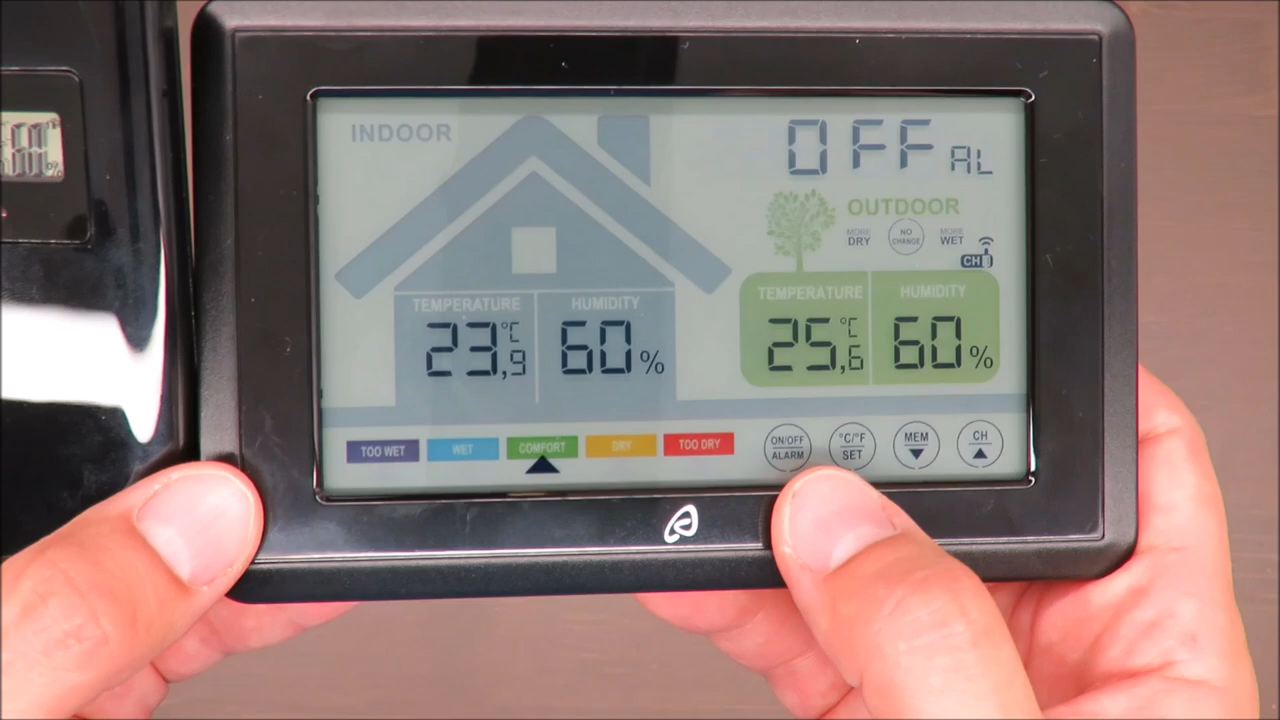 INDOOR
OFF AL
OUTDOOR
MORE DRY
NO CHANGE
MORE WET
CH
TEMPERATURE HUMIDITY
23,9 °C 60%
TEMPERATURE HUMIDITY
25,6 °C 60%
TOO WET WET COMFORT DRY TOO DRY
ON/OFF ALARM
°C/°F SET
MEM
CH